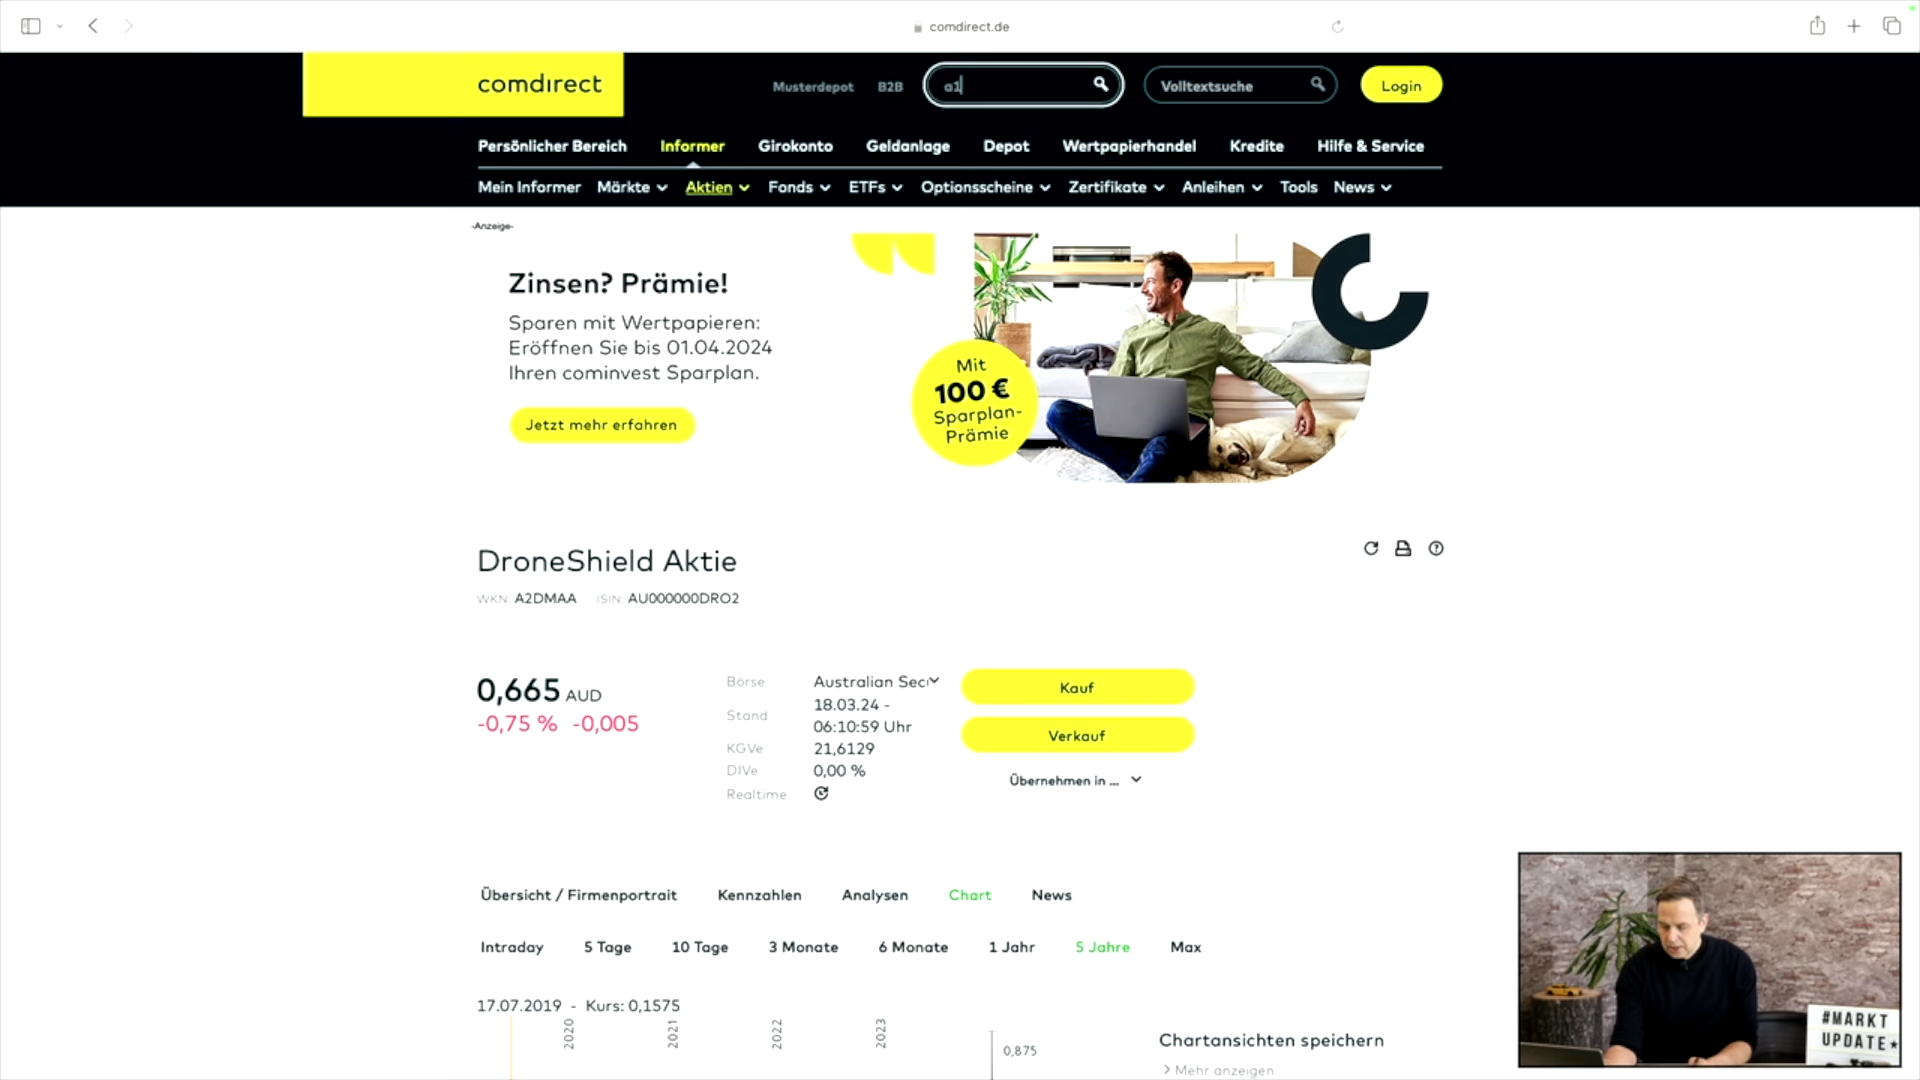 comdirect.de
comdırect
Musterdepot
B2B
a1
Volltextsuche
Login
Persönlicher Bereich
Informer
Girokonto
Geldanlage
Depot
Wertpapierhandel
Kredite
Hilfe & Service
Mein Informer
Märkte
Aktien
Fonds
ETFs
Optionsscheine
Zertifikate
Anleihen
Tools
News
-Anzeige-
Zinsen? Prämie!
Sparen mit Wertpapieren:
Eröffnen Sie bis 01.04.2024
Ihren cominvest Sparplan.
Jetzt mehr erfahren
Mit
100 €
Sparplan-
Prämie
DroneShield Aktie
WKN: A2DMAA ISIN: AU000000DRO2
0,665 AUD
-0,75 % -0,005
Börse Australian Secu
Stand 18.03.24 -
06:10:59 Uhr
KGVe 21,6129
DIVe 0,00 %
Realtime
Kauf
Verkauf
Übernehmen in ...
Übersicht / Firmenportrait
Kennzahlen
Analysen
Chart
News
Intraday
5 Tage
10 Tage
3 Monate
6 Monate
1 Jahr
5 Jahre
Max
17.07.2019 - Kurs: 0,1575
2020
2021
2022
2023
0,875
Chartansichten speichern
Mehr anzeigen
#MARKT
UPDATE★